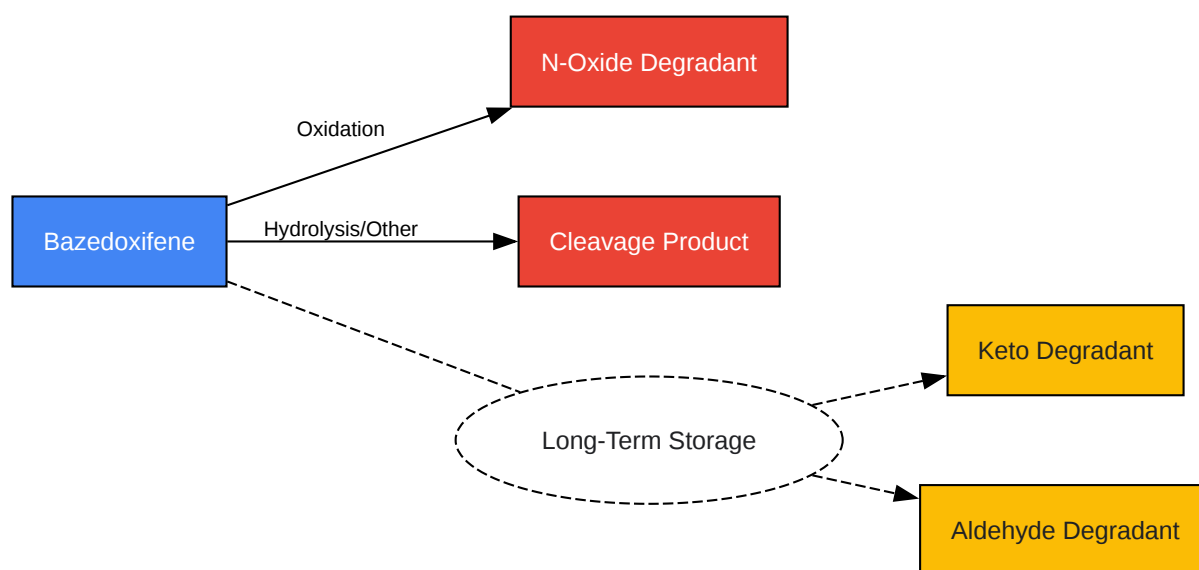 N-Oxide Degradant
Oxidation
Bazedoxifene
Hydrolysis/Other
Cleavage Product
Keto Degradant
Long-Term Storage
Aldehyde Degradant